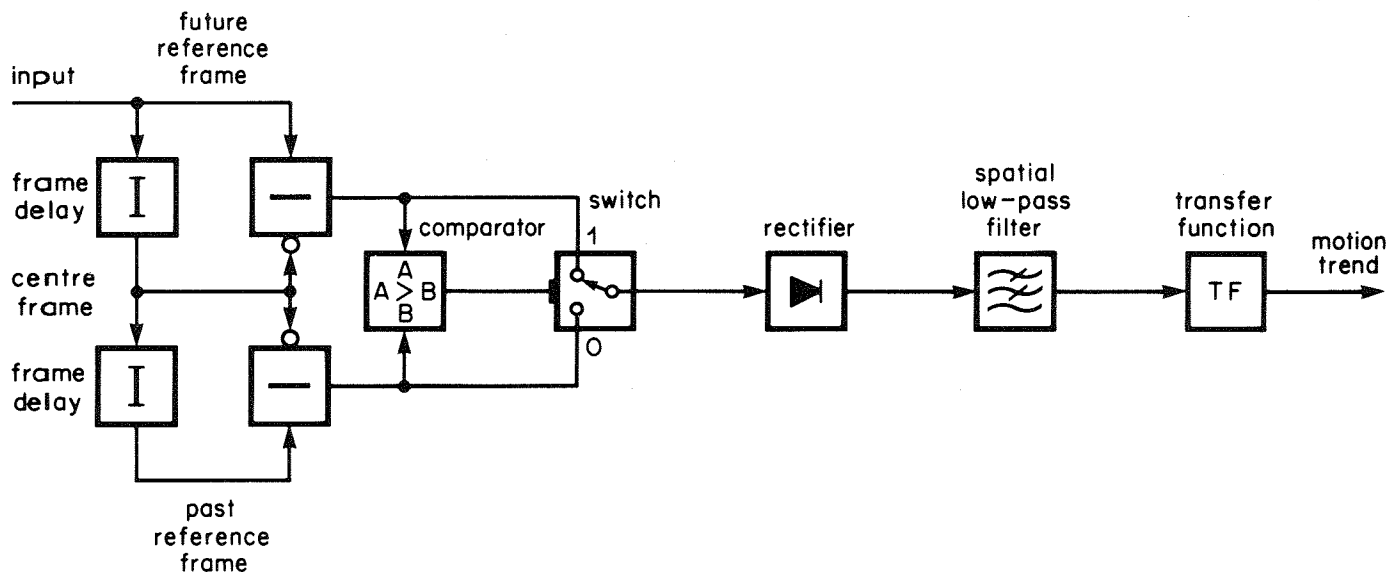 future
reference
frame
input
frame
delay
I
—
switch
comparator
1
A
A > B
B
centre
frame
0
frame
delay
I
—
past
reference
frame
rectifier
spatial
low-pass
filter
transfer
function
TF
motion
trend